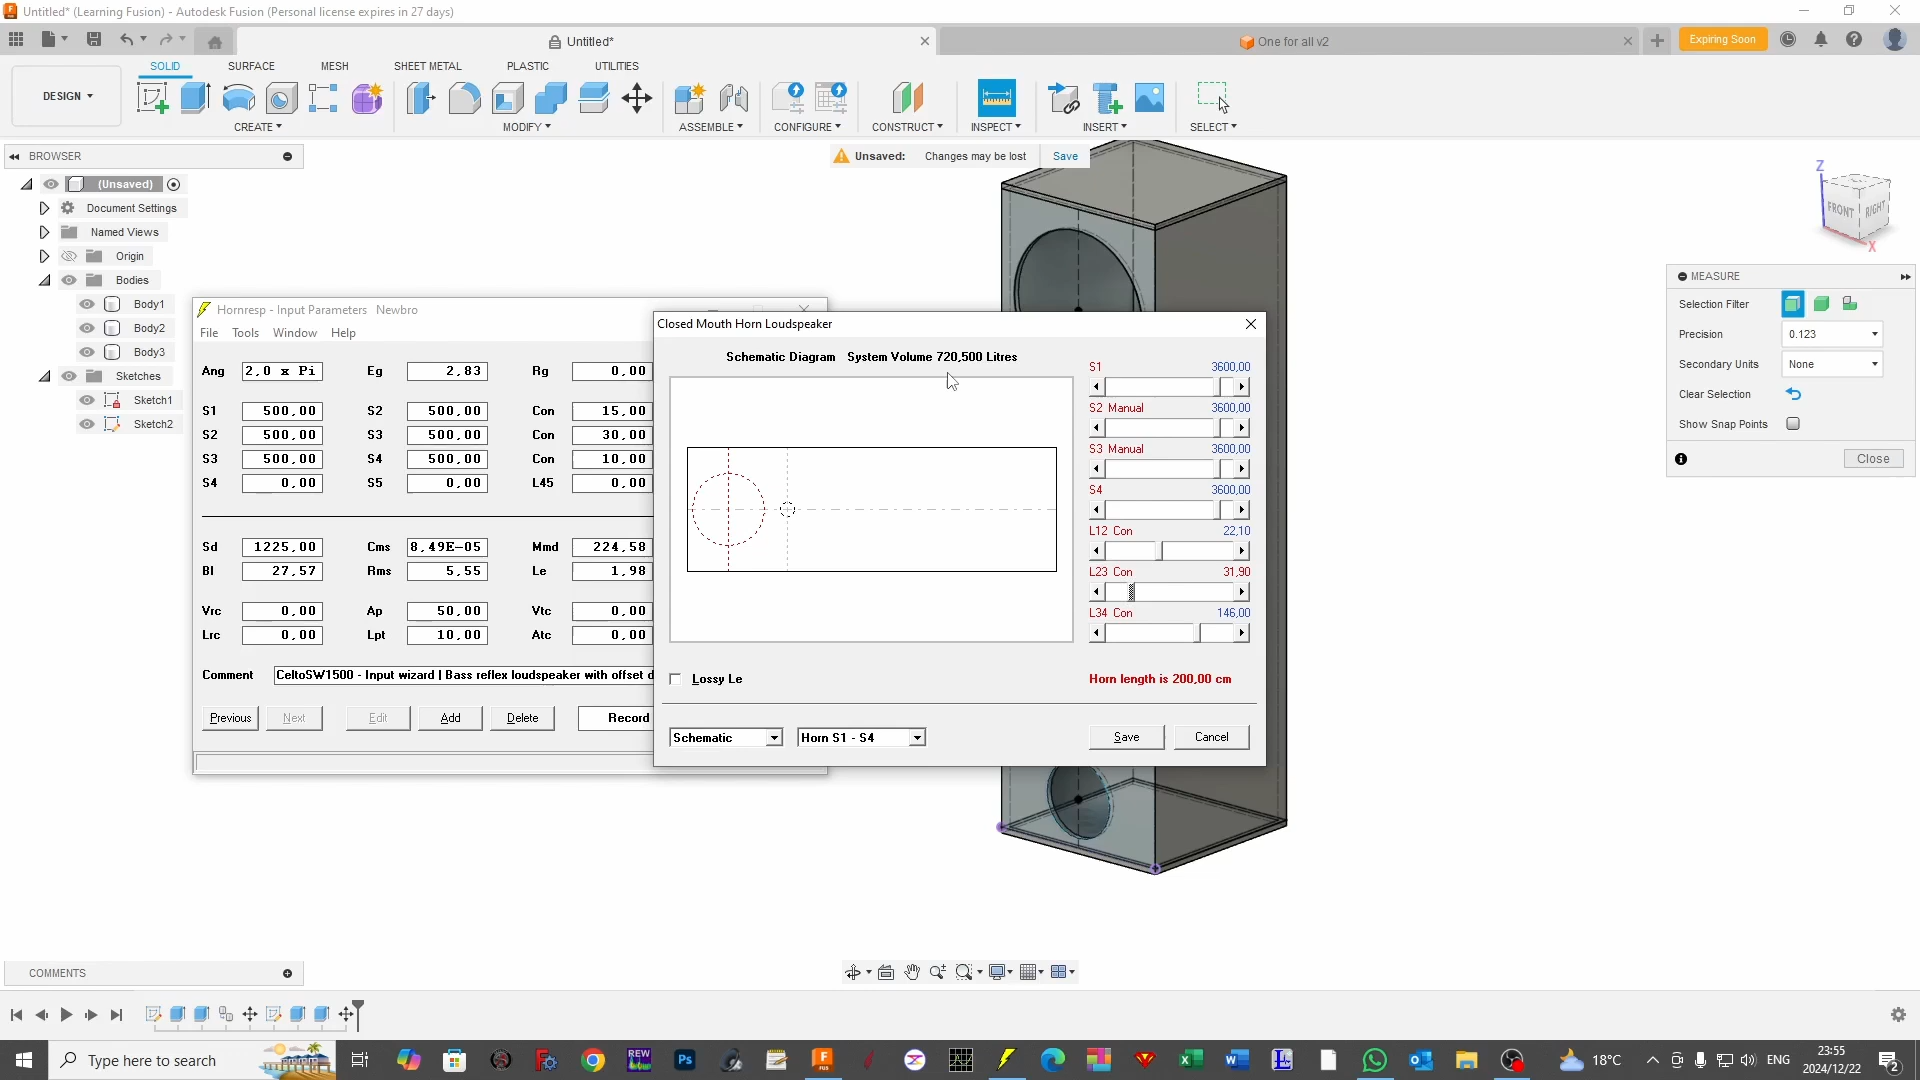 Untitled* (Learning Fusion) - Autodesk Fusion (Personal license expires in 27 days)
Untitled*
One for all v2
Expiring Soon
DESIGN
SOLID
SURFACE
MESH
SHEET METAL
PLASTIC
UTILITIES
CREATE
MODIFY
ASSEMBLE
CONFIGURE
CONSTRUCT
INSPECT
INSERT
SELECT
BROWSER
Unsaved: Changes may be lost Save
(Unsaved)
Document Settings
Named Views
Origin
Bodies
Body1
Body2
Body3
Sketches
Sketch1
Sketch2
Z
FRONT
RIGHT
X
MEASURE
Selection Filter
Precision 0.123
Secondary Units None
Clear Selection
Show Snap Points
Close
Hornresp - Input Parameters Newbro
File Tools Window Help
Ang 2,0 x Pi Eg 2,83 Rg 0,00
S1 500,00 S2 500,00 Con 15,00
S2 500,00 S3 500,00 Con 30,00
S3 500,00 S4 500,00 Con 10,00
S4 0,00 S5 0,00 L45 0,00
Sd 1225,00 Cms 8,49E-05 Mmd 224,58
Bl 27,57 Rms 5,55 Le 1,98
Vrc 0,00 Ap 50,00 Vtc 0,00
Lrc 0,00 Lpt 10,00 Atc 0,00
Comment CeltoSW1500 - Input wizard | Bass reflex loudspeaker with offset d
Previous Next Edit Add Delete Record
Closed Mouth Horn Loudspeaker
Schematic Diagram System Volume 720,500 Litres
S1 3600,00
S2 Manual 3600,00
S3 Manual 3600,00
S4 3600,00
L12 Con 22,10
L23 Con 31,90
L34 Con 146,00
Lossy Le
Horn length is 200,00 cm
Schematic
Horn S1 - S4
Save
Cancel
COMMENTS
Type here to search
REW
Ps
FUS
18°C
ENG
23:55
2024/12/22
2